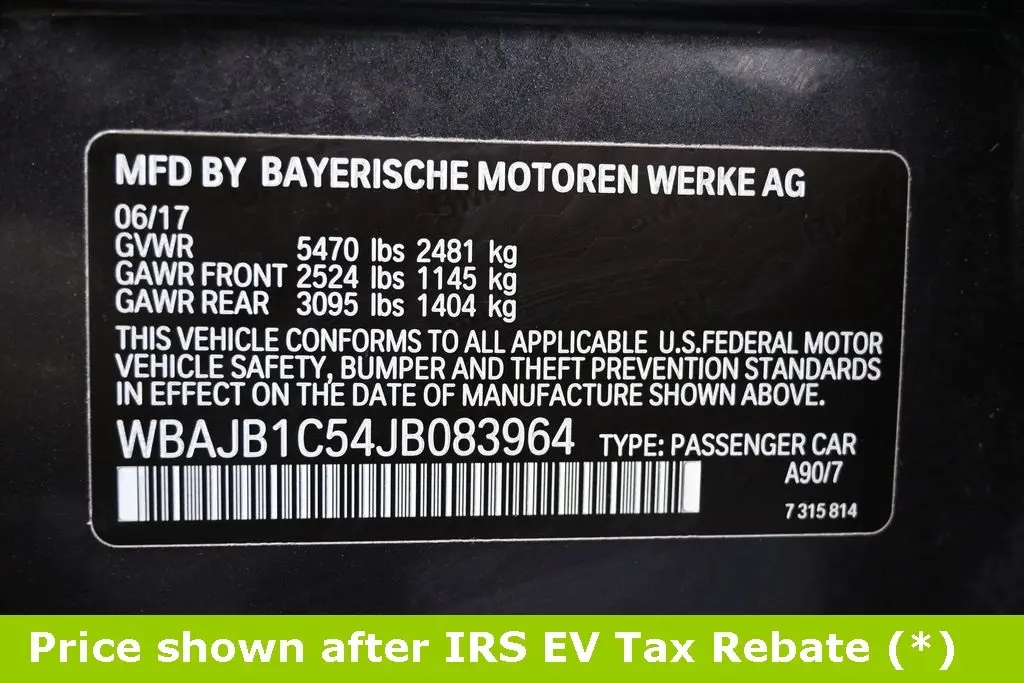 MFD BY BAYERISCHE MOTOREN WERKE AG
06/17
GVWR 5470 lbs 2481 kg
GAWR FRONT 2524 lbs 1145 kg
GAWR REAR 3095 lbs 1404 kg
THIS VEHICLE CONFORMS TO ALL APPLICABLE U.S.FEDERAL MOTOR
VEHICLE SAFETY, BUMPER AND THEFT PREVENTION STANDARDS
IN EFFECT ON THE DATE OF MANUFACTURE SHOWN ABOVE.
WBAJB1C54JB083964 TYPE: PASSENGER CAR
A90/7
7 315 814
Price shown after IRS EV Tax Rebate (*)